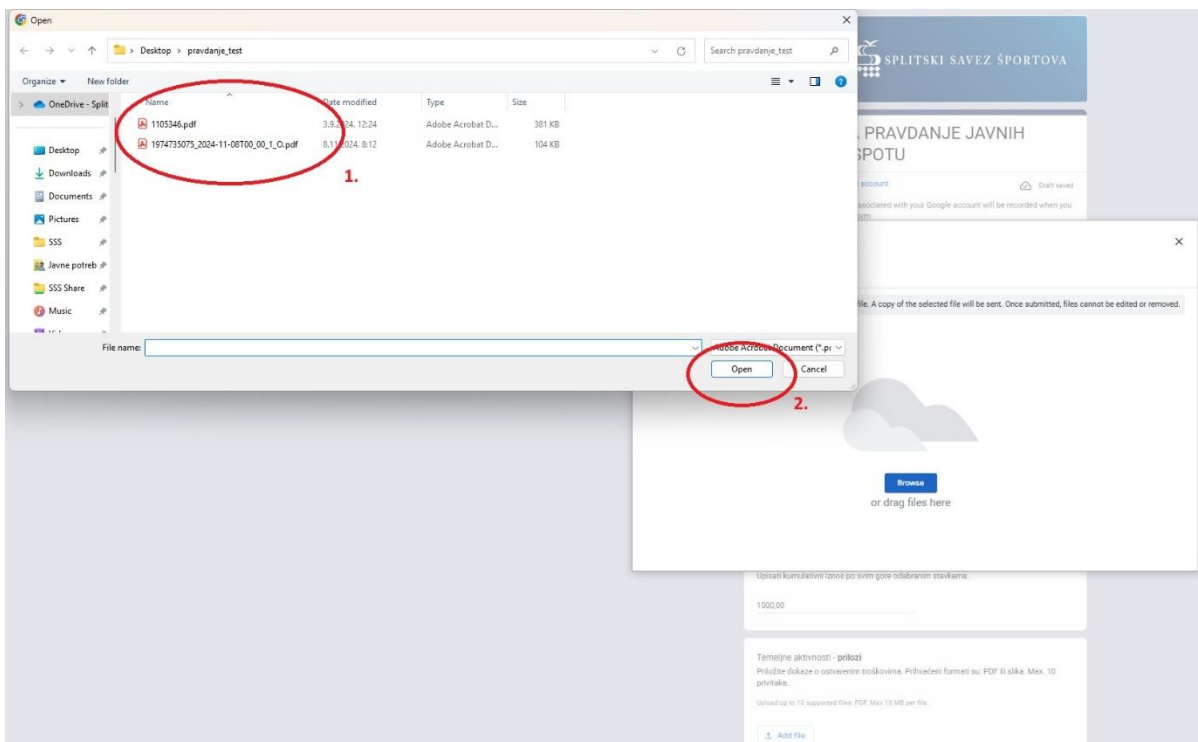 Open
Desktop > pravdanje_test
Search pravdanje_test
Organize
New folder
OneDrive - Split
Desktop
Downloads
Documents
Pictures
SSS
Javne potreb
SSS Share
Music
Name Date modified Type Size
1105346.pdf 3.9.2024. 12:24 Adobe Acrobat D... 381 KB
1974735075_2024-11-08T00_00_1_O.pdf 8.11.2024. 8:12 Adobe Acrobat D... 104 KB
1.
File name:
Adobe Acrobat Document (*.pc
Open
Cancel
2.
SPLITSKI SAVEZ ŠPORTOVA
PRAVDANJE JAVNIH
SPOTU
account
Draft saved
associated with your Google account will be recorded when you
orm
file. A copy of the selected file will be sent. Once submitted, files cannot be edited or removed.
Browse
or drag files here
Upisati kumulativni iznos po svim gore odabranim stavkama.
1000,00
Temeljne aktivnosti - prilozi
Priložite dokaze o ostvarenim troškovima. Prihvaćeni formati su: PDF ili slika. Max. 10
privitaka.
Upload up to 10 supported files: PDF. Max 10 MB per file.
Add file